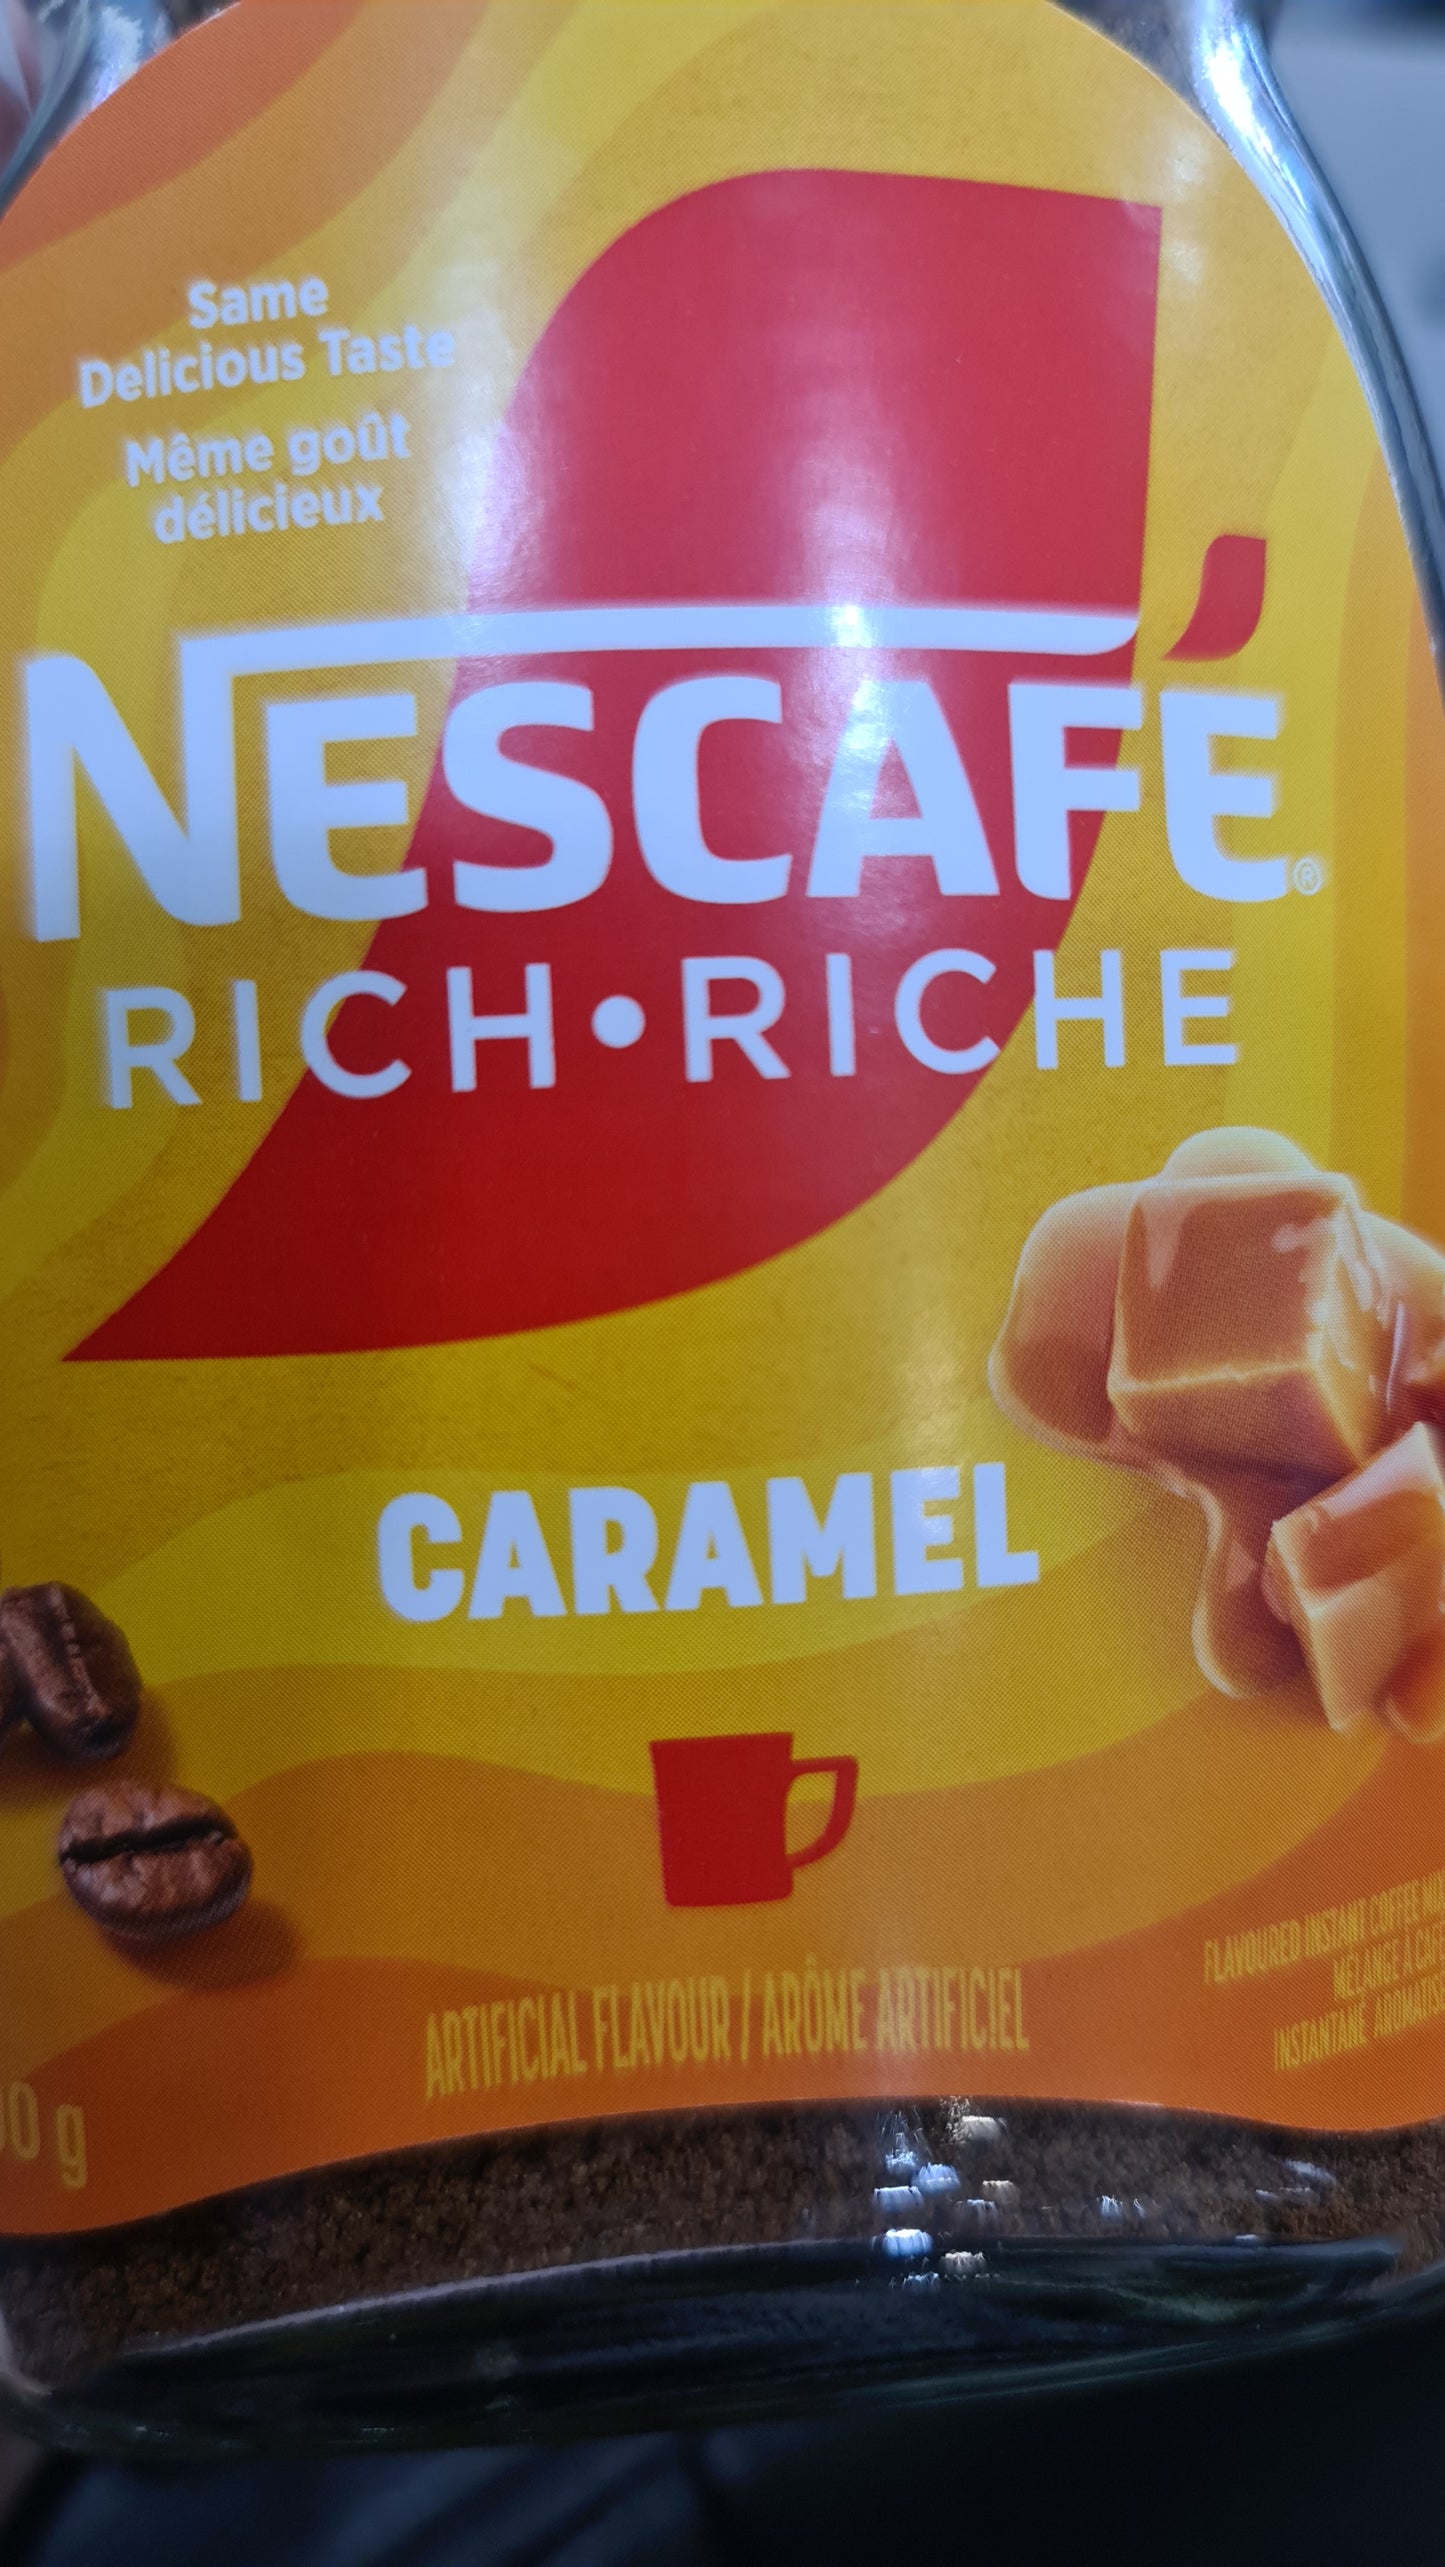 Same
Delicious Taste
Même goût
délicieux
NESCAFÉ®
RICH•RICHE
CARAMEL
ARTIFICIAL FLAVOUR / ARÔME ARTIFICIEL
FLAVOURED INSTANT COFFEE
MÉLANGE À
INSTANTANÉ
g